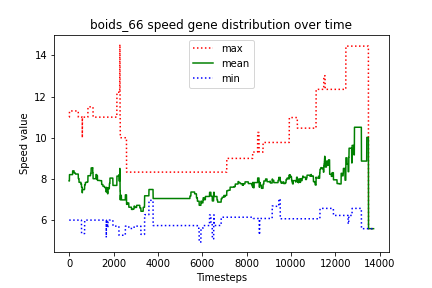 boids_66 speed gene distribution over time
max
mean
min
Speed value
14
12
10
8
6
0 2000 4000 6000 8000 10000 12000 14000
Timesteps